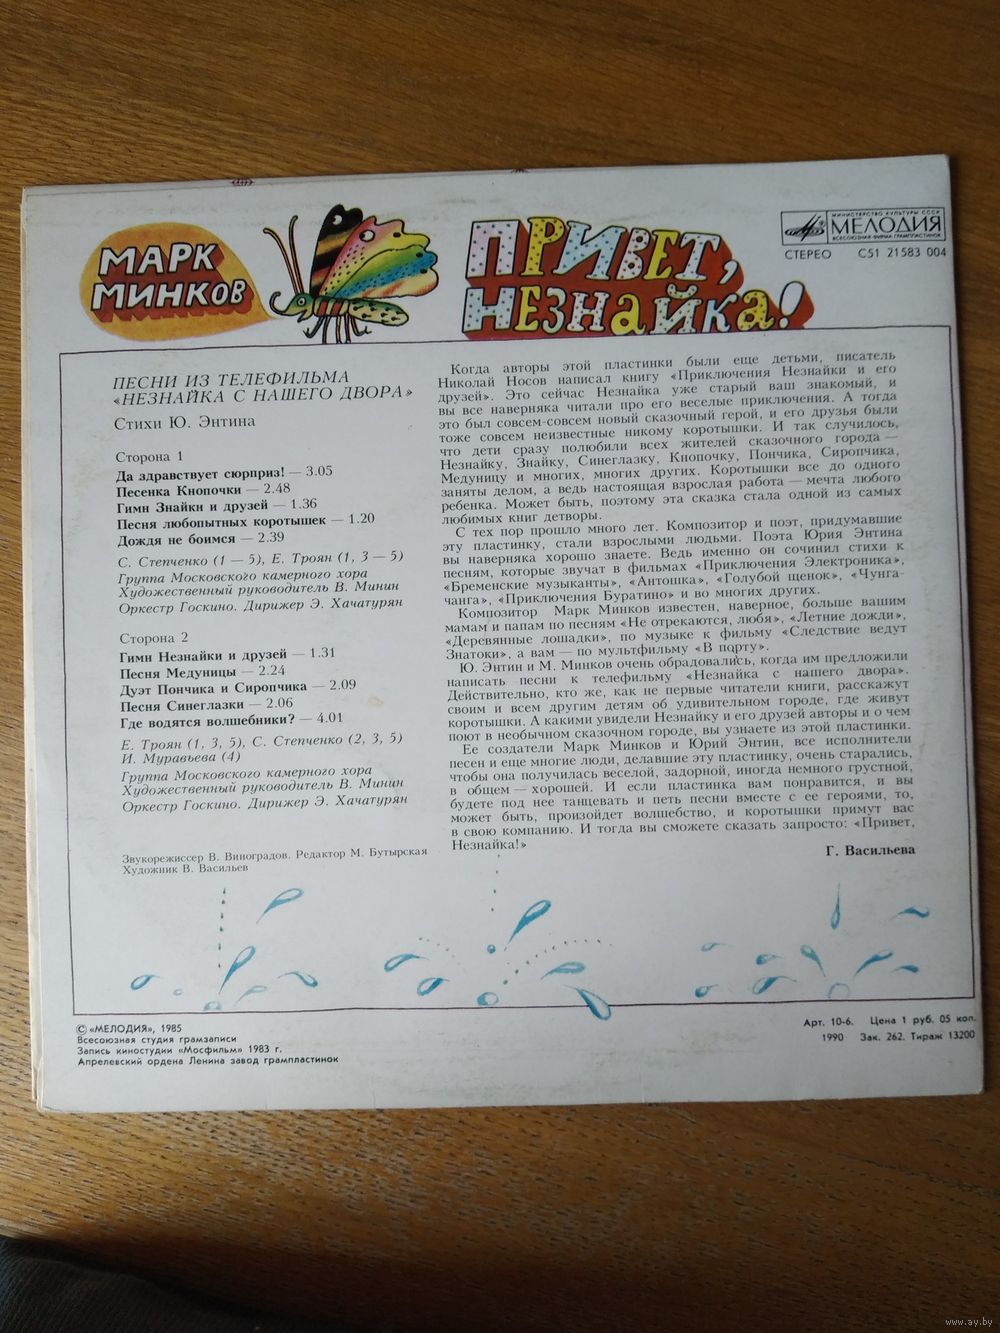 МАРК
МИНКОВ
ПРИВЕТ,
НЕЗНАЙКА!
МИНИСТЕРСТВО КУЛЬТУРЫ СССР
МЕЛОДИЯ
ВСЕСОЮЗНАЯ ФИРМА ГРАМПЛАСТИНОК
СТЕРЕО С51 21583 004
ПЕСНИ ИЗ ТЕЛЕФИЛЬМА
«НЕЗНАЙКА С НАШЕГО ДВОРА»
Стихи Ю. Энтина
Сторона 1
Да здравствует сюрприз! — 3.05
Песенка Кнопочки — 2.48
Гимн Знайки и друзей — 1.36
Песня любопытных коротышек — 1.20
Дождя не боимся — 2.39
С. Степченко (1 — 5), Е. Троян (1, 3 — 5)
Группа Московского камерного хора
Художественный руководитель В. Минин
Оркестр Госкино. Дирижер Э. Хачатурян
Сторона 2
Гимн Незнайки и друзей — 1.31
Песня Медуницы — 2.24
Дуэт Пончика и Сиропчика — 2.09
Песня Синеглазки — 2.06
Где водятся волшебники? — 4.01
Е. Троян (1, 3, 5), С. Степченко (2, 3, 5)
И. Муравьева (4)
Группа Московского камерного хора
Художественный руководитель В. Минин
Оркестр Госкино. Дирижер Э. Хачатурян
Звукорежиссер В. Виноградов. Редактор М. Бутырская
Художник В. Васильев
Когда авторы этой пластинки были еще детьми, писатель
Николай Носов написал книгу «Приключения Незнайки и его
друзей». Это сейчас Незнайка уже старый ваш знакомый, и
вы все наверняка читали про его веселые приключения. А тогда
это был совсем-совсем новый сказочный герой, и его друзья были
тоже совсем неизвестные никому коротышки. И так случилось,
что дети сразу полюбили всех жителей сказочного города —
Незнайку, Знайку, Синеглазку, Кнопочку, Пончика, Сиропчика,
Медуницу и многих, многих других. Коротышки все до одного
заняты делом, а ведь настоящая взрослая работа — мечта любого
ребенка. Может быть, поэтому эта сказка стала одной из самых
любимых книг детворы.
С тех пор прошло много лет. Композитор и поэт, придумавшие
эту пластинку, стали взрослыми людьми. Поэта Юрия Энтина
вы наверняка хорошо знаете. Ведь именно он сочинил стихи к
песням, которые звучат в фильмах «Приключения Электроника»,
«Бременские музыканты», «Антошка», «Голубой щенок», «Чунга-
чанга», «Приключения Буратино» и во многих других.
Композитор Марк Минков известен, наверное, больше вашим
мамам и папам по песням «Не отрекаются, любя», «Летние дожди»,
«Деревянные лошадки», по музыке к фильму «Следствие ведут
Знатоки», а вам — по мультфильму «В порту».
Ю. Энтин и М. Минков очень обрадовались, когда им предложили
написать песни к телефильму «Незнайка с нашего двора».
Действительно, кто же, как не первые читатели книги, расскажут
своим и всем другим детям об удивительном городе, где живут
коротышки. А какими увидели Незнайку и его друзей авторы и о чем
поют в необычном сказочном городе, вы узнаете из этой пластинки.
Ее создатели Марк Минков и Юрий Энтин, все исполнители
песен и еще многие люди, делавшие эту пластинку, очень старались,
чтобы она получилась веселой, задорной, иногда немного грустной,
в общем — хорошей. И если пластинка вам понравится, и вы
будете под нее танцевать и петь песни вместе с ее героями, то,
может быть, произойдет волшебство, и коротышки примут вас
в свою компанию. И тогда вы сможете сказать запросто: «Привет,
Незнайка!»
Г. Васильева
© «МЕЛОДИЯ», 1985
Всесоюзная студия грамзаписи
Запись киностудии «Мосфильм» 1983 г.
Апрелевский ордена Ленина завод грампластинок
Арт. 10-6. Цена 1 руб. 05 коп.
1990 Зак. 262. Тираж 13200
www.ay.by